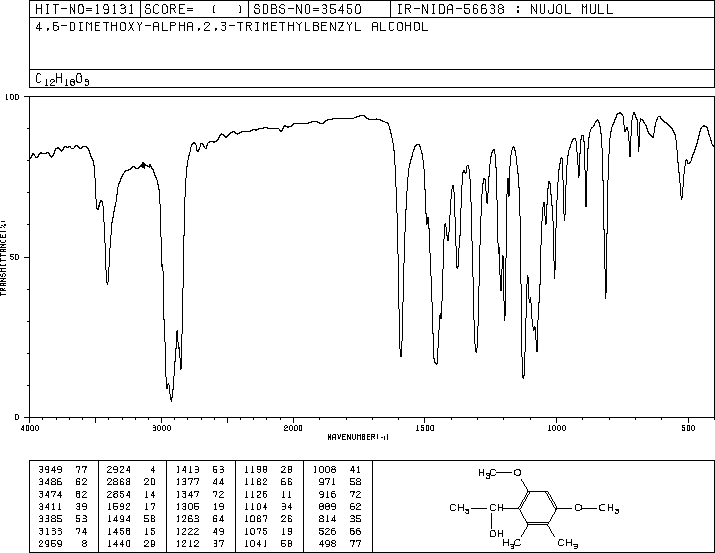 HIT-NO=19131 SCORE= ( ) SDBS-NO=35450 IR-NIDA-56638 : NUJOL MULL
4,6-DIMETHOXY-ALPHA,2,3-TRIMETHYLBENZYL ALCOHOL
C12H18O3
100
50
0
TRANSMITTANCE(%)
4000 3000 2000 1500 1000 500
WAVENUMBER(-1)
3949 77 2924 4 1413 53 1198 28 1008 41
3486 62 2868 20 1377 44 1182 66 971 58
3474 62 2854 14 1347 72 1126 11 916 72
3411 39 1592 17 1305 19 1104 34 889 62
3385 53 1494 58 1263 64 1087 26 814 35
3133 74 1458 15 1222 49 1075 19 526 66
2959 8 1440 29 1212 37 1041 58 498 77
H3C O
CH3 O CH3
OH CH3 CH3